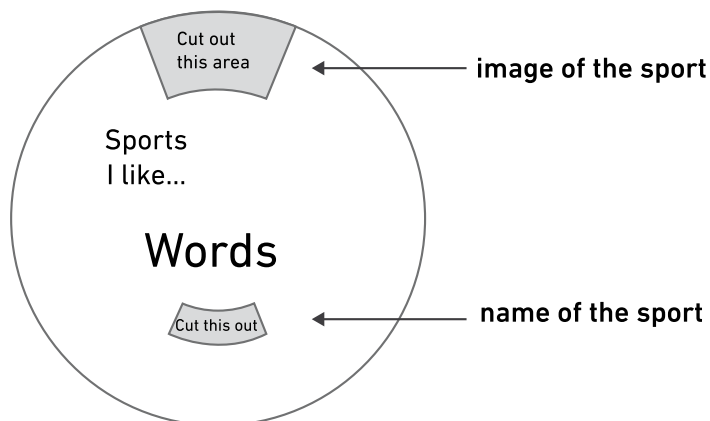 Cut out
this area
image of the sport
Sports
I like...
Words
name of the sport
Cut this out